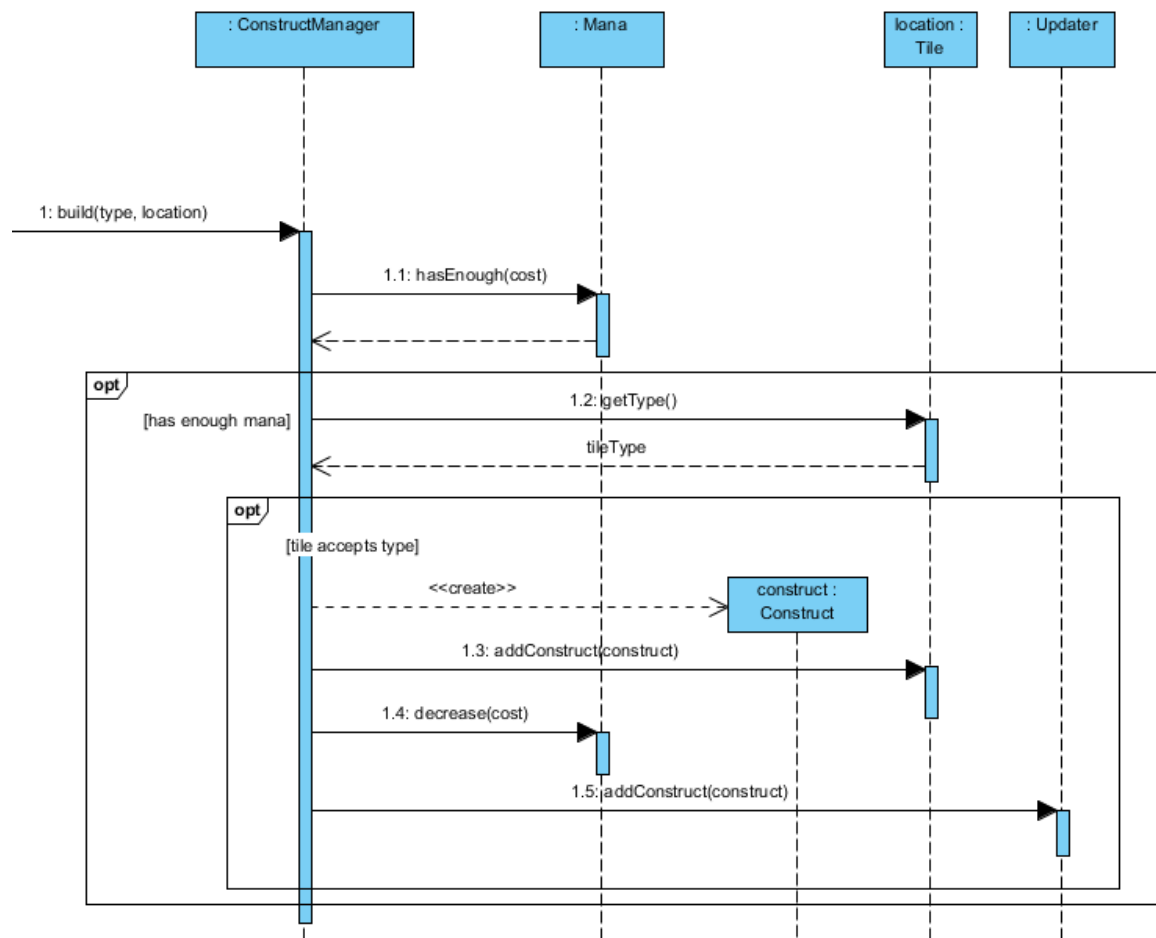 : ConstructManager
: Mana
location :
Tile
: Updater
1: build(type, location)
1.1: hasEnough(cost)
opt
1.2: getType()
[has enough mana]
tileType
opt
[tile accepts type]
<<create>>
construct :
Construct
1.3: addConstruct(construct)
1.4: decrease(cost)
1.5: addConstruct(construct)